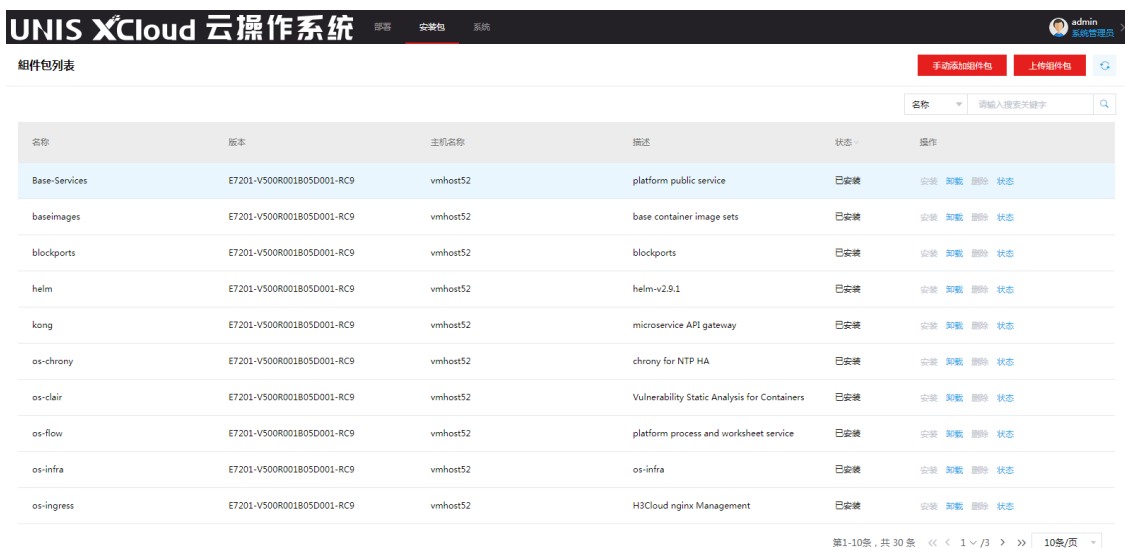 UNIS XCloud 云操作系统 部署 安装包 系统 admin
系统管理员
组件包列表 手动添加组件包 上传组件包
名称 请输入搜索关键字
名称 版本 主机名称 描述 状态 操作
Base-Services E7201-V500R001B05D001-RC9 vmhost52 platform public service 已安装 安装 卸载 删除 状态
baseimages E7201-V500R001B05D001-RC9 vmhost52 base container image sets 已安装 安装 卸载 删除 状态
blockports E7201-V500R001B05D001-RC9 vmhost52 blockports 已安装 安装 卸载 删除 状态
helm E7201-V500R001B05D001-RC9 vmhost52 helm-v2.9.1 已安装 安装 卸载 删除 状态
kong E7201-V500R001B05D001-RC9 vmhost52 microservice API gateway 已安装 安装 卸载 删除 状态
os-chrony E7201-V500R001B05D001-RC9 vmhost52 chrony for NTP HA 已安装 安装 卸载 删除 状态
os-clair E7201-V500R001B05D001-RC9 vmhost52 Vulnerability Static Analysis for Containers 已安装 安装 卸载 删除 状态
os-flow E7201-V500R001B05D001-RC9 vmhost52 platform process and worksheet service 已安装 安装 卸载 删除 状态
os-infra E7201-V500R001B05D001-RC9 vmhost52 os-infra 已安装 安装 卸载 删除 状态
os-ingress E7201-V500R001B05D001-RC9 vmhost52 H3Cloud nginx Management 已安装 安装 卸载 删除 状态
第1-10条，共 30 条 << < 1 /3 > >> 10条/页